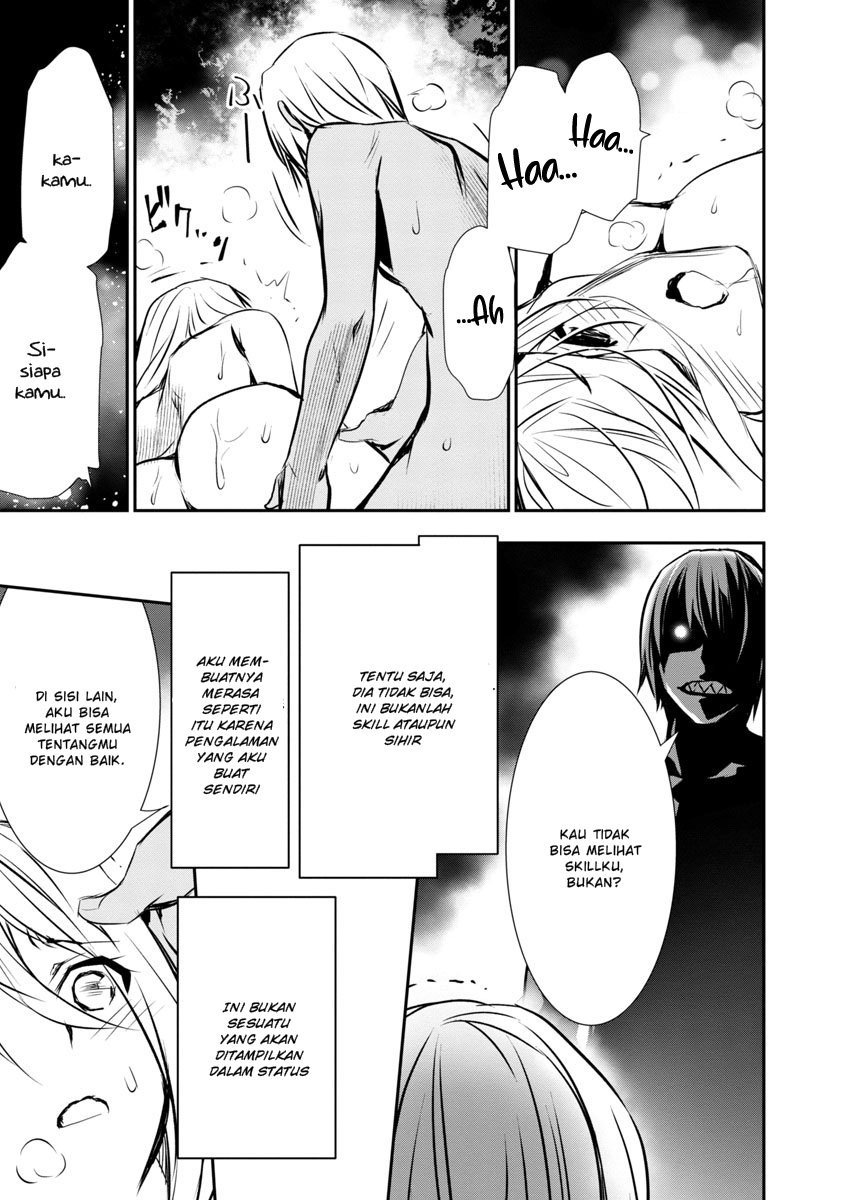 Haa...
Haa...
...Ah
ビクッ
ka-
kamu.
Si-
siapa
kamu.
KAU TIDAK
BISA MELIHAT
SKILLKU,
BUKAN?
TENTU SAJA,
DIA TIDAK BISA,
INI BUKANLAH
SKILL ATAUPUN
SIHIR
AKU MEM-
BUATNYA
MERASA
SEPERTI
ITU KARENA
PENGALAMAN
YANG AKU
BUAT
SENDIRI
INI BUKAN
SESUATU
YANG AKAN
DITAMPILKAN
DALAM STATUS
DI SISI LAIN,
AKU BISA
MELIHAT SEMUA
TENTANGMU
DENGAN BAIK.